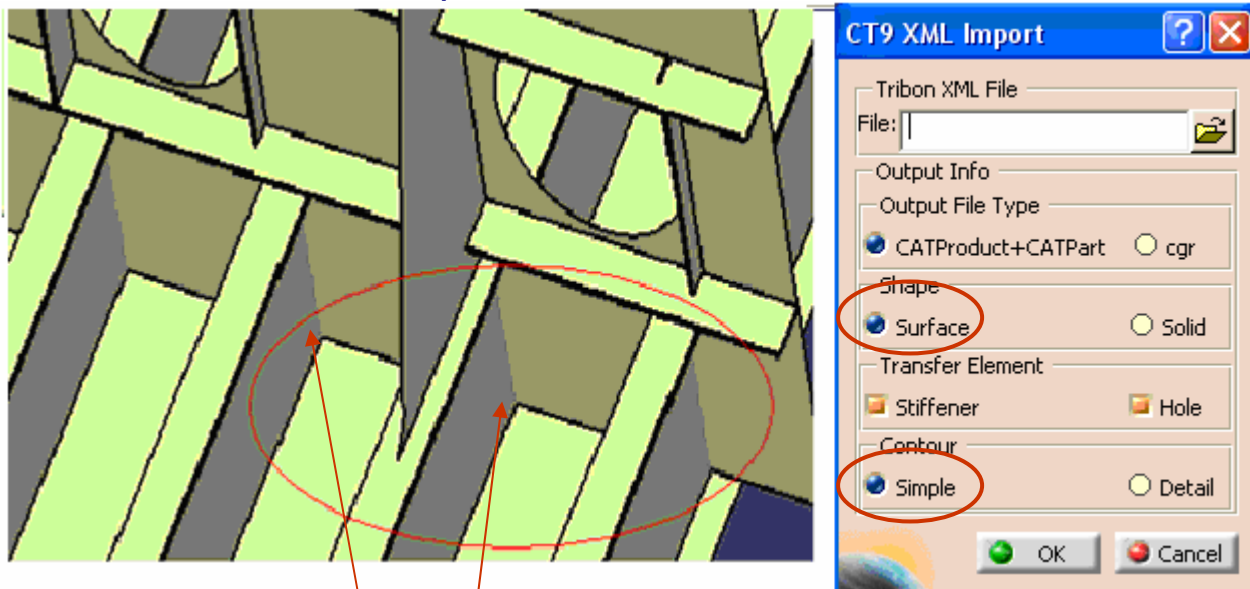 CT9 XML Import
Tribon XML File
File:
Output Info
Output File Type
CATProduct+CATPart cgr
Shape
Surface Solid
Transfer Element
Stiffener Hole
Contour
Simple Detail
OK Cancel